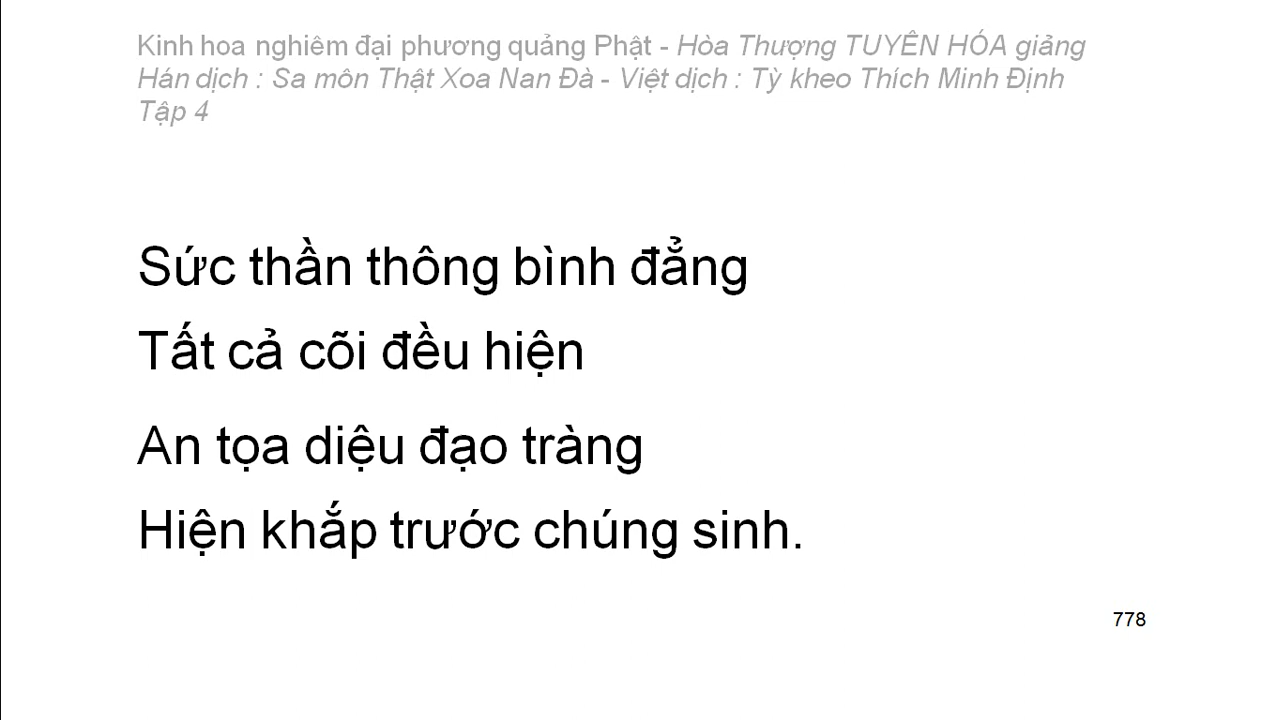 Kinh hoa nghiêm đại phương quảng Phật - Hòa Thượng TUYÊN HÓA giảng
Hán dịch : Sa môn Thật Xoa Nan Đà - Việt dịch : Tỳ kheo Thích Minh Định
Tập 4
Sức thần thông bình đẳng
Tất cả cõi đều hiện
An tọa diệu đạo tràng
Hiện khắp trước chúng sinh.
778